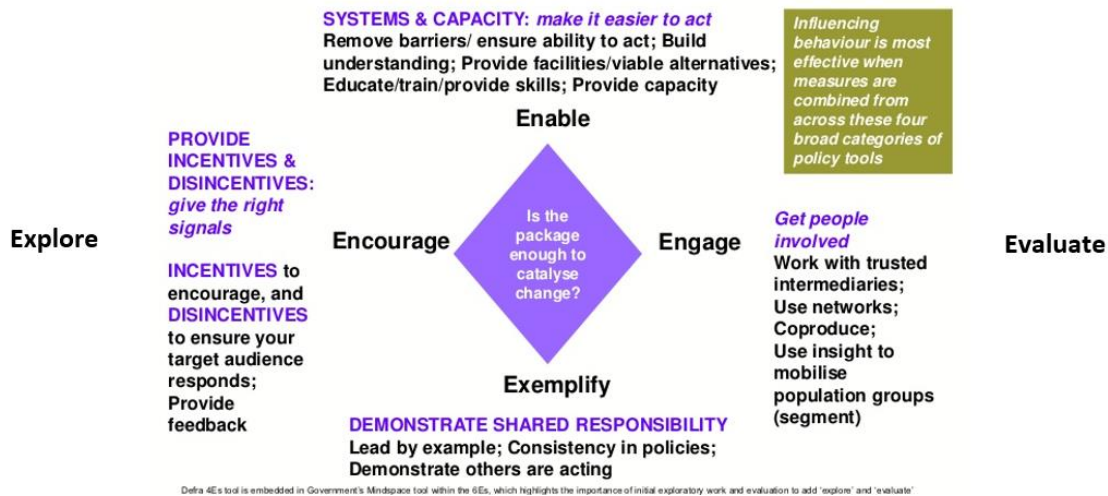 SYSTEMS & CAPACITY: make it easier to act
Remove barriers/ ensure ability to act; Build
understanding; Provide facilities/viable alternatives;
Educate/train/provide skills; Provide capacity
Enable
Influencing
behaviour is most
effective when
measures are
combined from
across these four
broad categories of
policy tools
Explore
PROVIDE
INCENTIVES &
DISINCENTIVES:
give the right
signals
INCENTIVES to
encourage, and
DISINCENTIVES
to ensure your
target audience
responds;
Provide
feedback
Encourage
Is the
package
enough to
catalyse
change?
Engage
Get people
involved
Work with trusted
intermediaries;
Use networks;
Coproduce;
Use insight to
mobilise
population groups
(segment)
Evaluate
Exemplify
DEMONSTRATE SHARED RESPONSIBILITY
Lead by example; Consistency in policies;
Demonstrate others are acting
Defra 4Es tool is embedded in Government's Mindspace tool within the 6Es, which highlights the importance of initial exploratory work and evaluation to add 'explore' and 'evaluate'